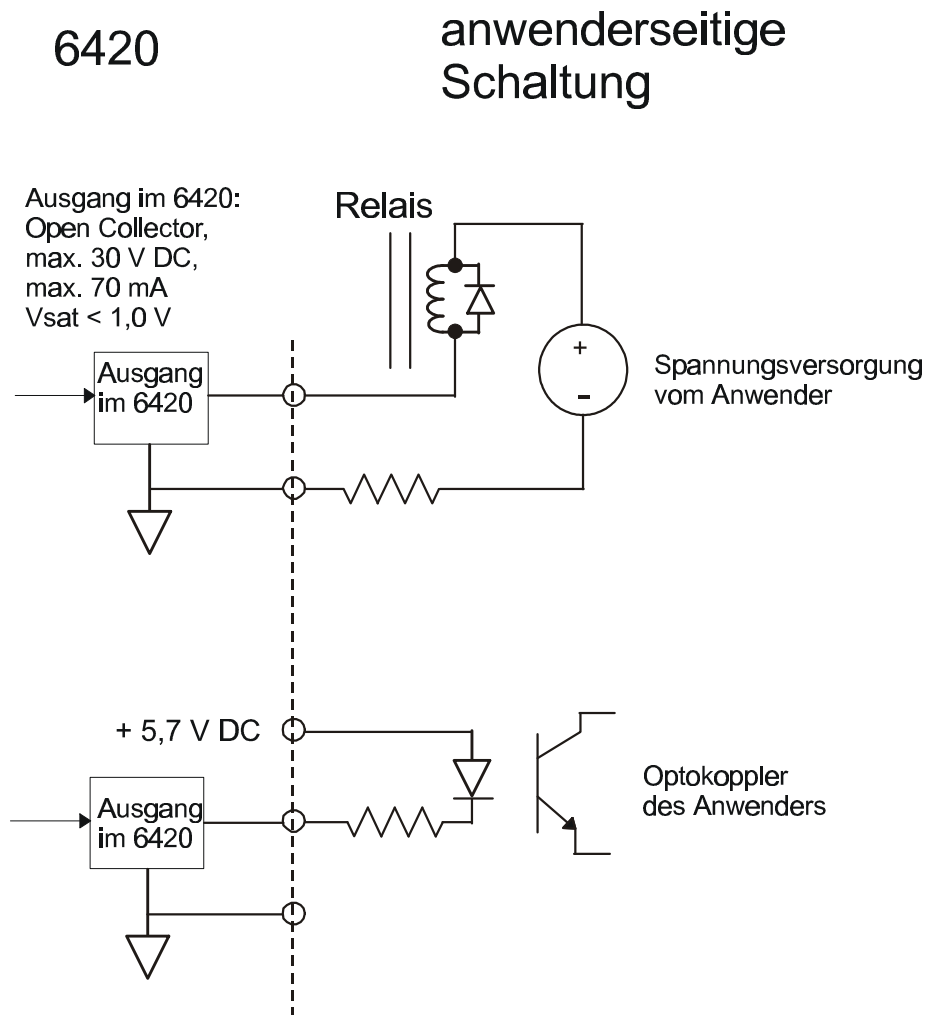 6420
anwenderseitige
Schaltung
Ausgang im 6420:
Open Collector,
max. 30 V DC,
max. 70 mA
Vsat < 1,0 V
Relais
Ausgang
im 6420
+
-
Spannungsversorgung
vom Anwender
+ 5,7 V DC
Ausgang
im 6420
Optokoppler
des Anwenders